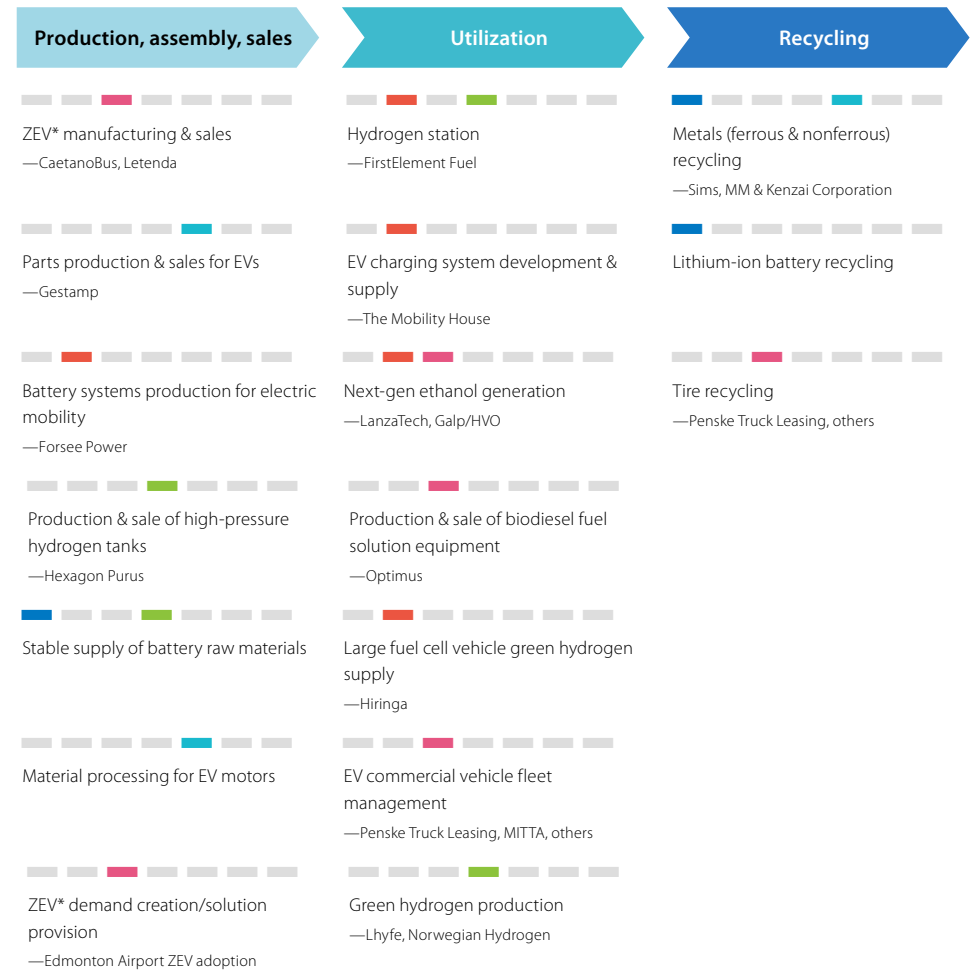 Production, assembly, sales
ZEV* manufacturing & sales
—CaetanoBus, Letenda
Parts production & sales for EVs
—Gestamp
Battery systems production for electric
mobility
—Forsee Power
Production & sale of high-pressure
hydrogen tanks
—Hexagon Purus
Stable supply of battery raw materials
Material processing for EV motors
ZEV* demand creation/solution
provision
—Edmonton Airport ZEV adoption
Utilization
Hydrogen station
—FirstElement Fuel
EV charging system development &
supply
—The Mobility House
Next-gen ethanol generation
—LanzaTech, Galp/HVO
Production & sale of biodiesel fuel
solution equipment
—Optimus
Large fuel cell vehicle green hydrogen
supply
—Hiringa
EV commercial vehicle fleet
management
—Penske Truck Leasing, MITTA, others
Green hydrogen production
—Lhyfe, Norwegian Hydrogen
Recycling
Metals (ferrous & nonferrous)
recycling
—Sims, MM & Kenzai Corporation
Lithium-ion battery recycling
Tire recycling
—Penske Truck Leasing, others